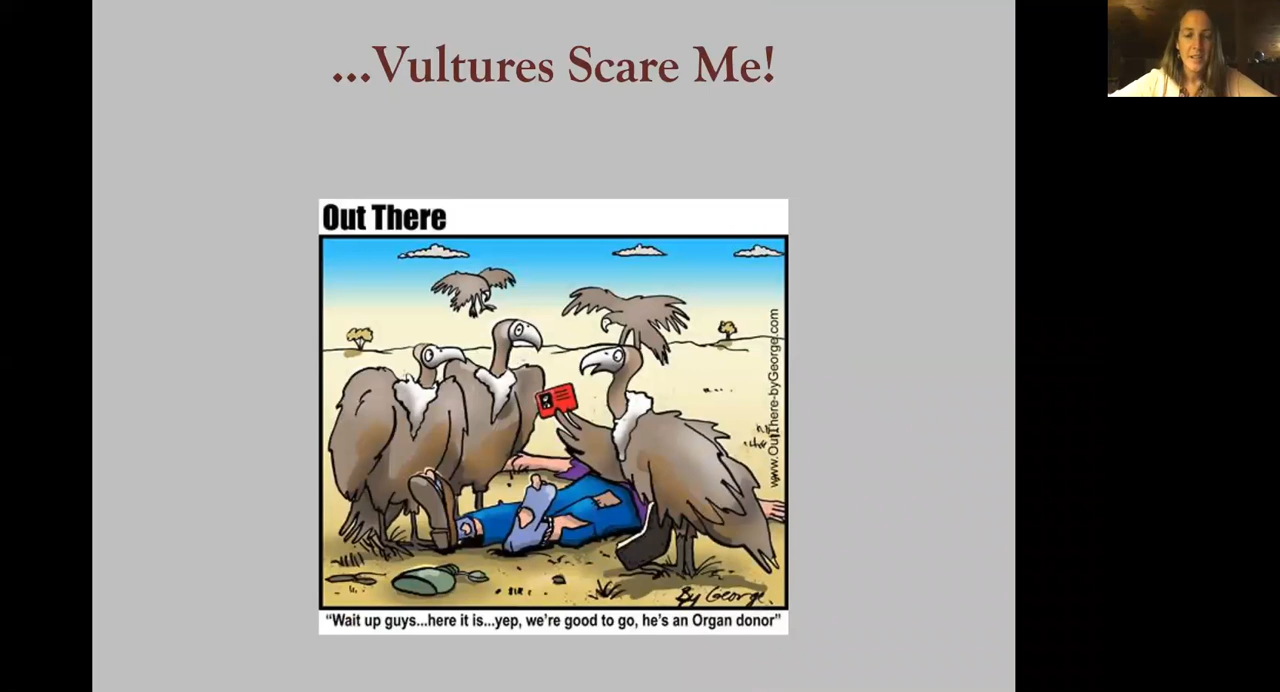 ...Vultures Scare Me!
Out There
www.OutThere-byGeorge.com
By George.
“Wait up guys...here it is...yep, we're good to go, he's an Organ donor”